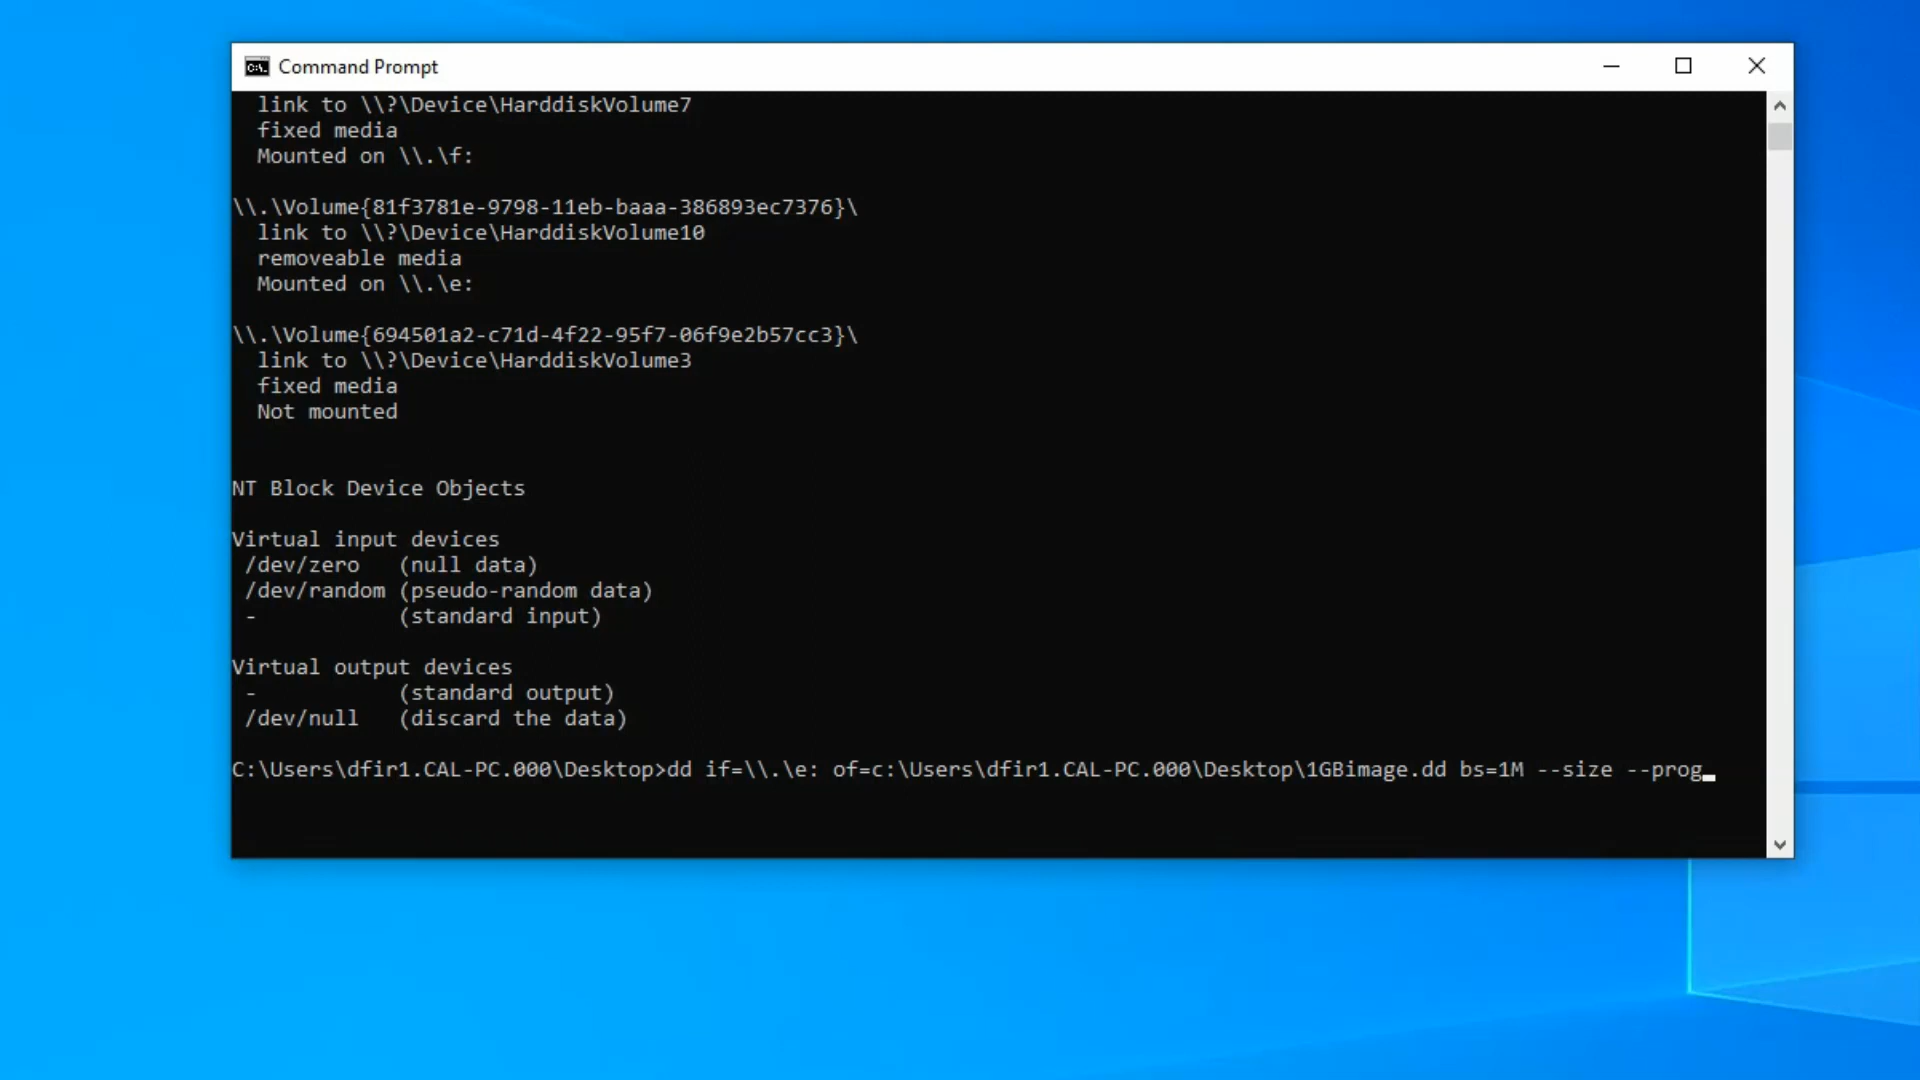 Command Prompt
link to \\?\Device\HarddiskVolume7
fixed media
Mounted on \\.\f:
\\.\Volume{81f3781e-9798-11eb-baaa-386893ec7376}\
link to \\?\Device\HarddiskVolume10
removeable media
Mounted on \\.\e:
\\.\Volume{694501a2-c71d-4f22-95f7-06f9e2b57cc3}\
link to \\?\Device\HarddiskVolume3
fixed media
Not mounted
NT Block Device Objects
Virtual input devices
/dev/zero   (null data)
/dev/random (pseudo-random data)
-           (standard input)
Virtual output devices
-           (standard output)
/dev/null   (discard the data)
C:\Users\dfir1.CAL-PC.000\Desktop>dd if=\\.\e: of=c:\Users\dfir1.CAL-PC.000\Desktop\1GBimage.dd bs=1M --size --prog